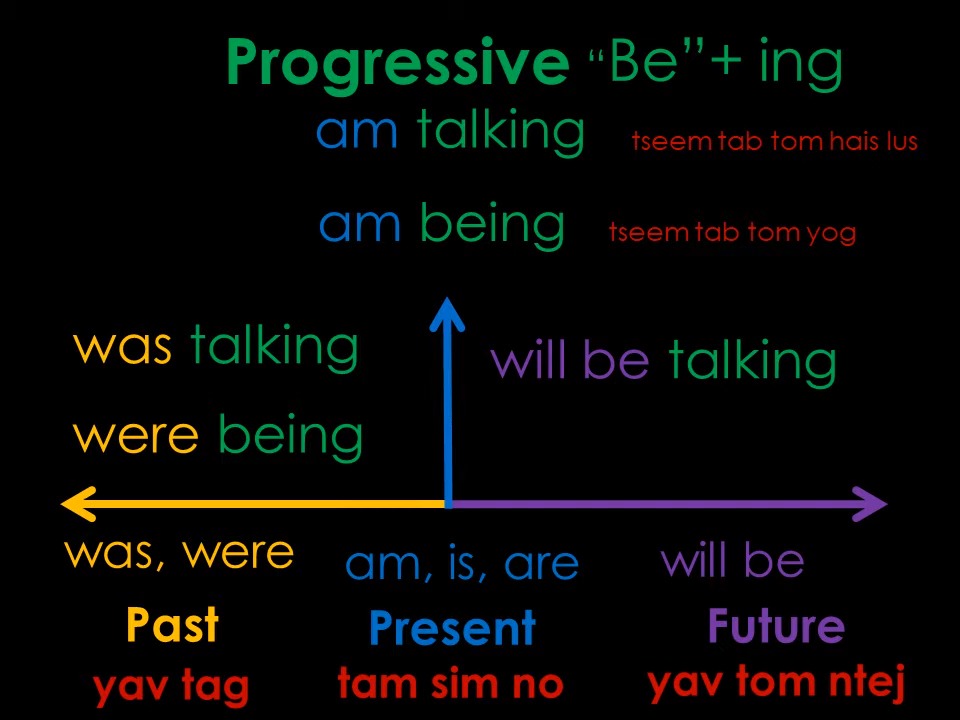 Progressive “Be”+ ing
am talking tseem tab tom hais lus
am being tseem tab tom yog
was talking
will be talking
were being
was, were
am, is, are
will be
Past
Present
Future
yav tag
tam sim no
yav tom ntej